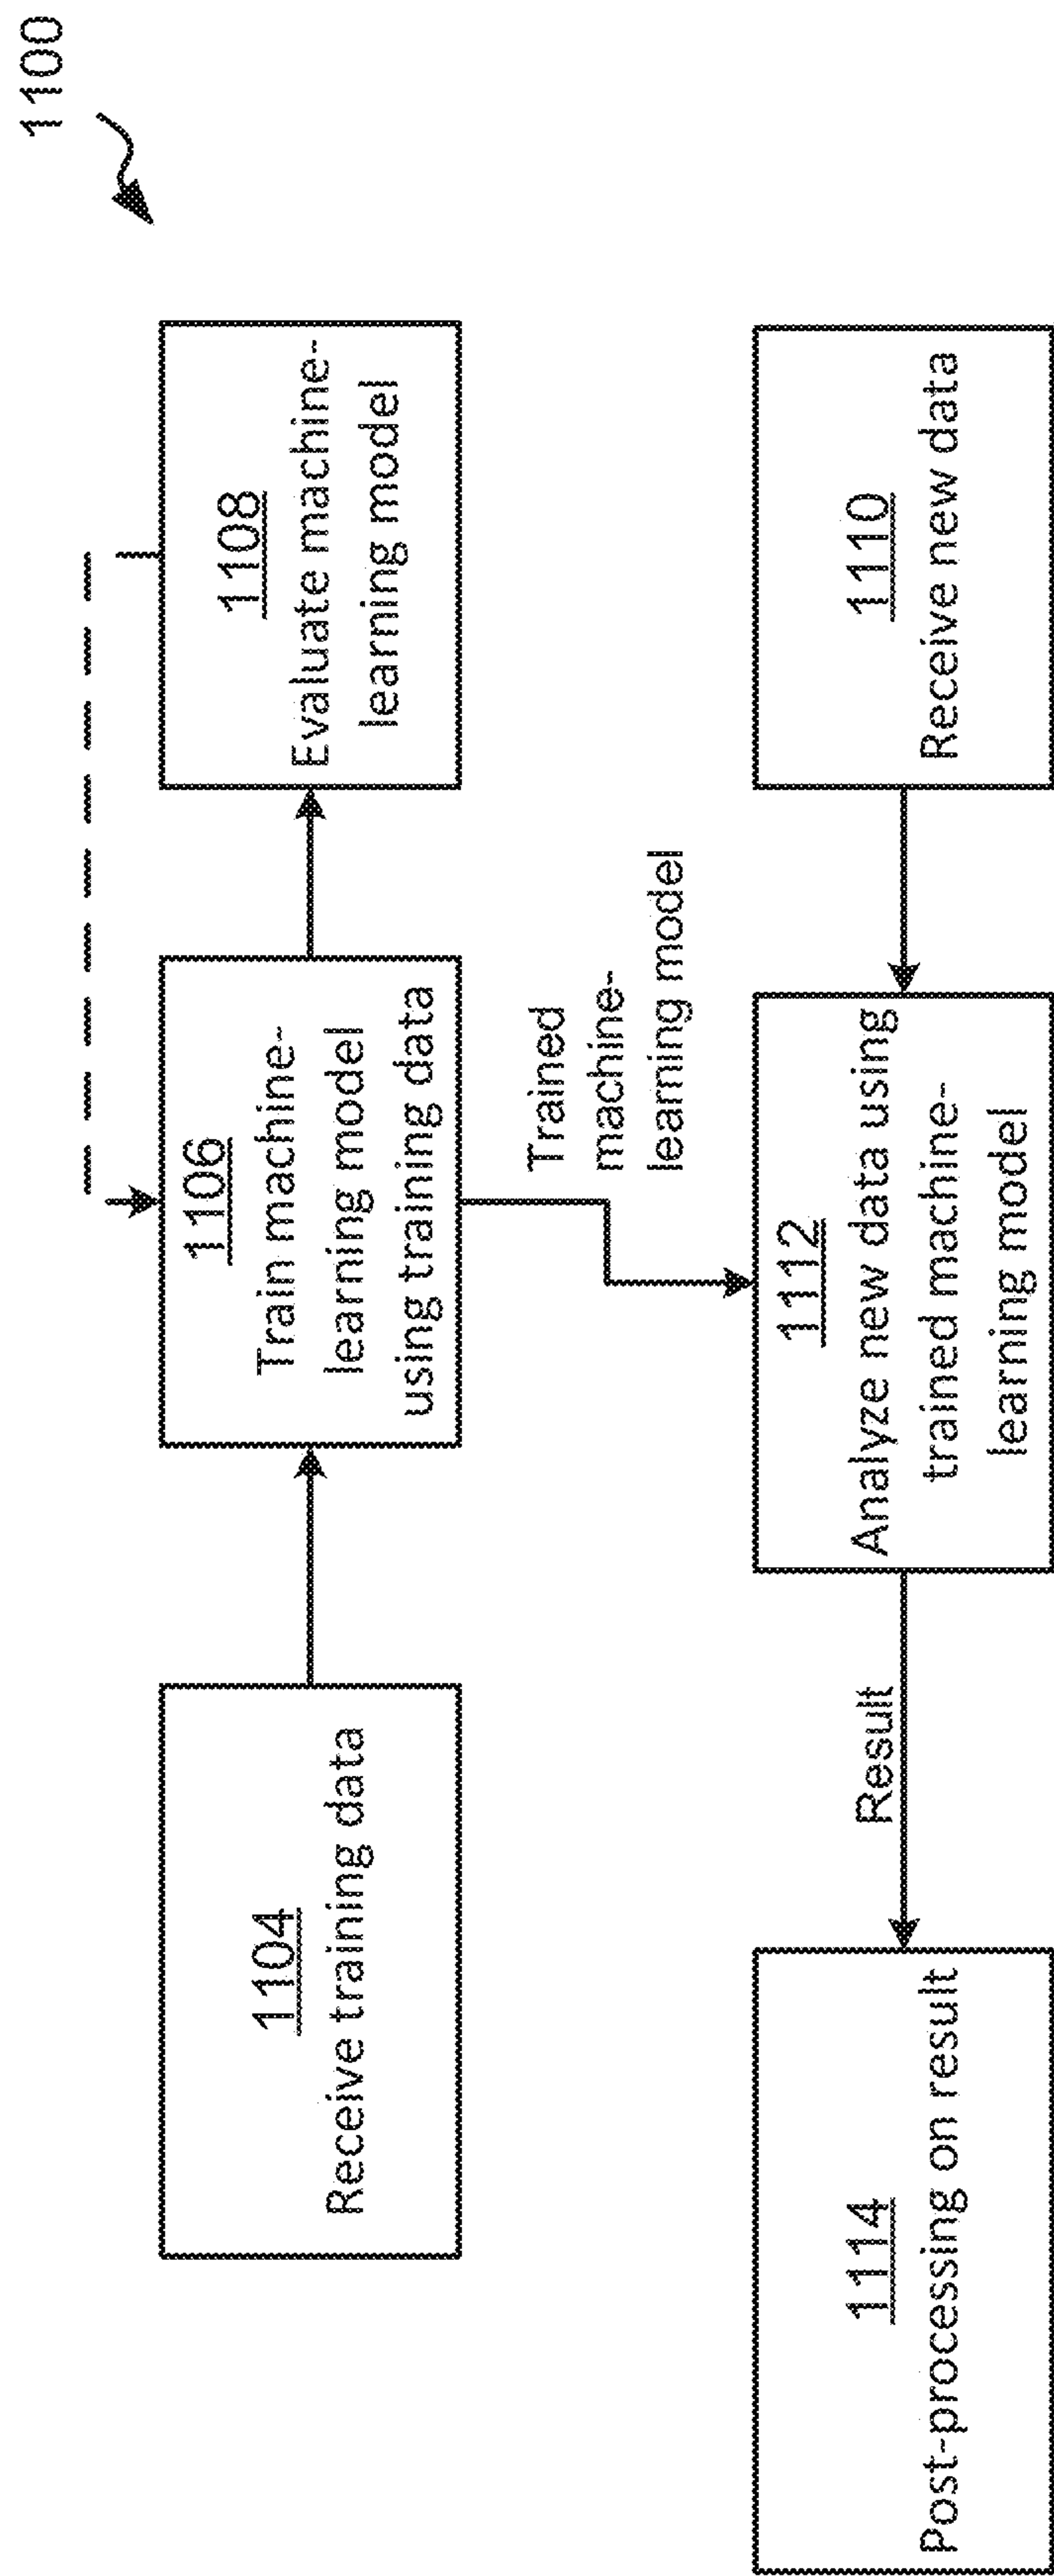 1100
1104
Receive training data
1106
Train machine-
learning model
using training data
1108
Evaluate machine-
learning model
Trained
machine-
learning model
1114
Post-processing on result
Result
1112
Analyze new data using
trained machine-
learning model
1110
Receive new data